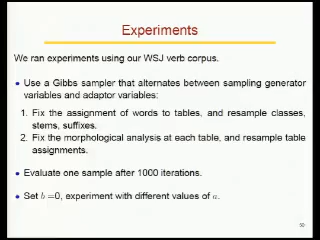 Experiments
We ran experiments using our WSJ verb corpus.
• Use a Gibbs sampler that alternates between sampling generator
variables and adaptor variables:
1. Fix the assignment of words to tables, and resample classes,
stems, suffixes.
2. Fix the morphological analysis at each table, and resample table
assignments.
• Evaluate one sample after 1000 iterations.
• Set b =0, experiment with different values of a.